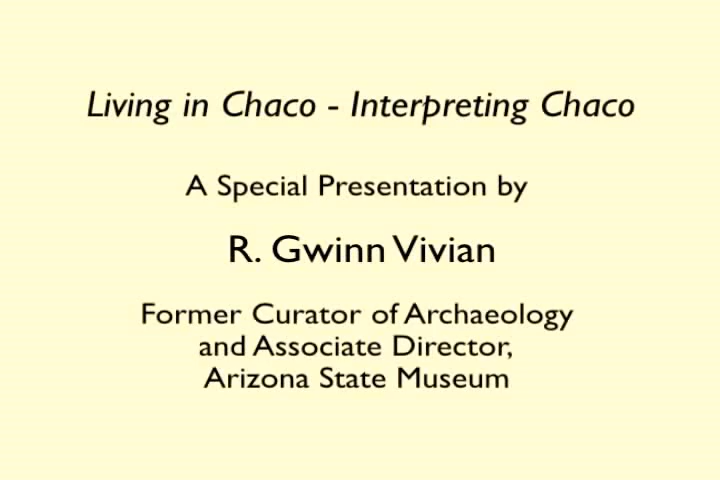 Living in Chaco - Interpreting Chaco
A Special Presentation by
R. Gwinn Vivian
Former Curator of Archaeology
and Associate Director,
Arizona State Museum